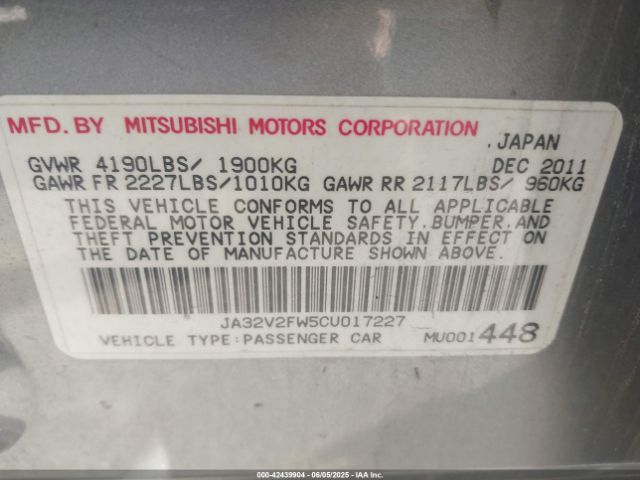 MFD. BY MITSUBISHI MOTORS CORPORATION
.JAPAN
GVWR 4190LBS/ 1900KG DEC 2011
GAWR FR 2227LBS/1010KG GAWR RR 2117LBS/ 960KG
THIS VEHICLE CONFORMS TO ALL APPLICABLE
FEDERAL MOTOR VEHICLE SAFETY.BUMPER.AND
THEFT PREVENTION STANDARDS IN EFFECT ON
THE DATE OF MANUFACTURE SHOWN ABOVE.
JA32V2FW5CU017227
VEHICLE TYPE:PASSENGER CAR MU001448
000-42439904 - 06/05/2025 - IAA Inc.